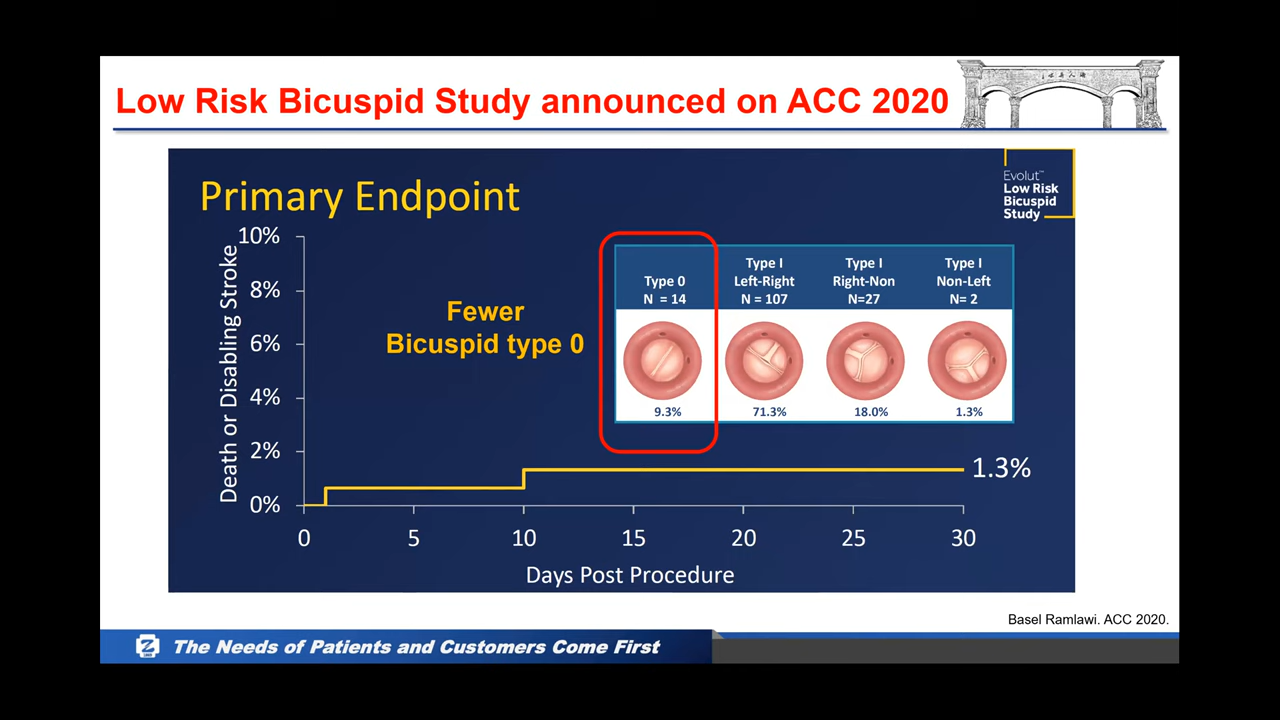 Low Risk Bicuspid Study announced on ACC 2020
Primary Endpoint
Evolut™
Low Risk
Bicuspid
Study
Death or Disabling Stroke
10%
8%
6%
4%
2%
0%
Fewer
Bicuspid type 0
Type 0
N = 14
Type I
Left-Right
N = 107
Type I
Right-Non
N=27
Type I
Non-Left
N= 2
9.3%
71.3%
18.0%
1.3%
1.3%
0 5 10 15 20 25 30
Days Post Procedure
Basel Ramlawi. ACC 2020.
The Needs of Patients and Customers Come First